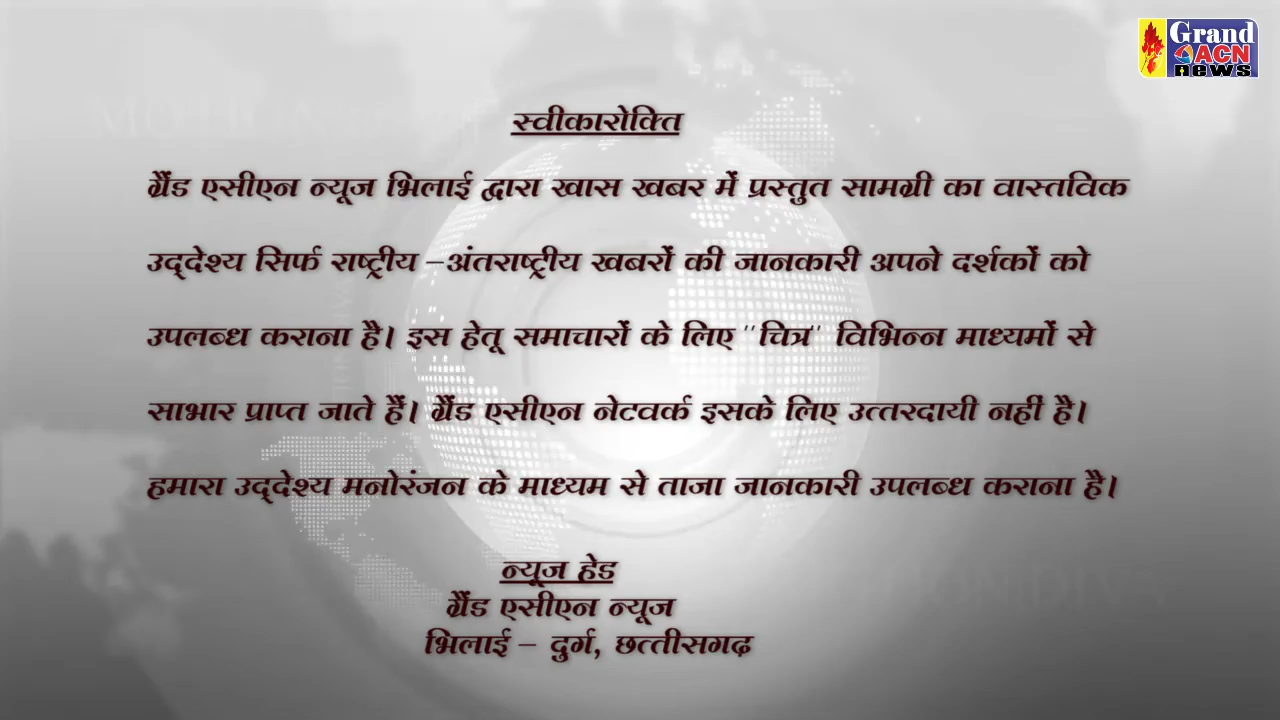 Grand
ACN
news
स्वीकारोक्ति
ग्रैंड एसीएन न्यूज भिलाई द्वारा खास खबर में प्रस्तुत सामग्री का वास्तविक
उद्देश्य सिर्फ राष्ट्रीय –अंतराष्ट्रीय खबरों की जानकारी अपने दर्शकों को
उपलब्ध कराना है। इस हेतू समाचारों के लिए "चित्र" विभिन्न माध्यमों से
साभार प्राप्त जाते हैं। ग्रैंड एसीएन नेटवर्क इसके लिए उत्तरदायी नहीं है।
हमारा उद्देश्य मनोरंजन के माध्यम से ताजा जानकारी उपलब्ध कराना है।
न्यूज हेड
ग्रैंड एसीएन न्यूज
भिलाई – दुर्ग, छत्तीसगढ़